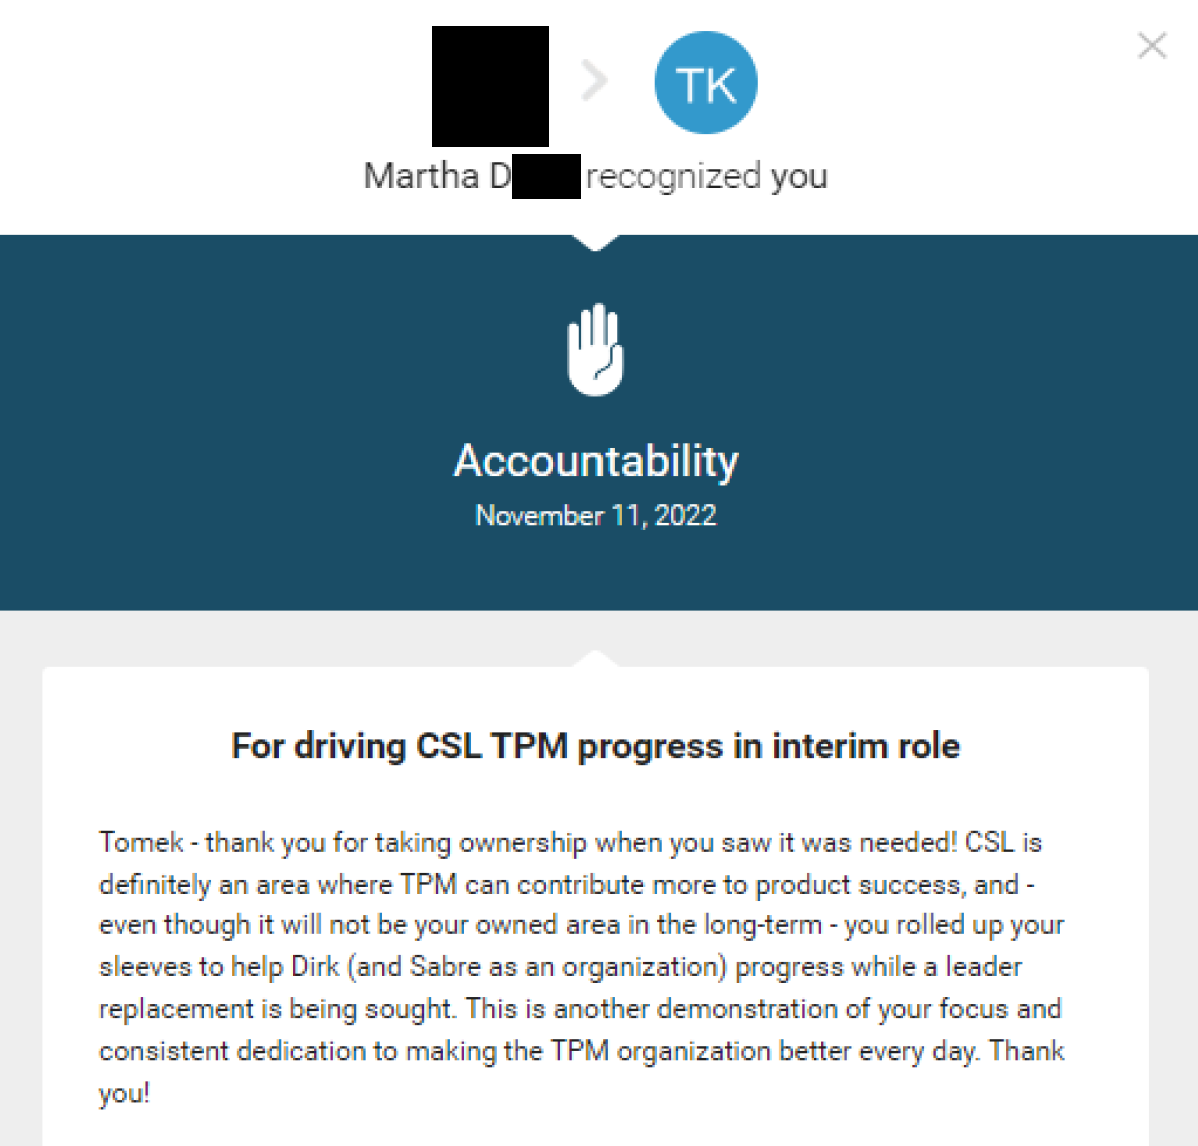 TK
Martha D recognized you
Accountability
November 11, 2022
For driving CSL TPM progress in interim role
Tomek - thank you for taking ownership when you saw it was needed! CSL is
definitely an area where TPM can contribute more to product success, and -
even though it will not be your owned area in the long-term - you rolled up your
sleeves to help Dirk (and Sabre as an organization) progress while a leader
replacement is being sought. This is another demonstration of your focus and
consistent dedication to making the TPM organization better every day. Thank
you!